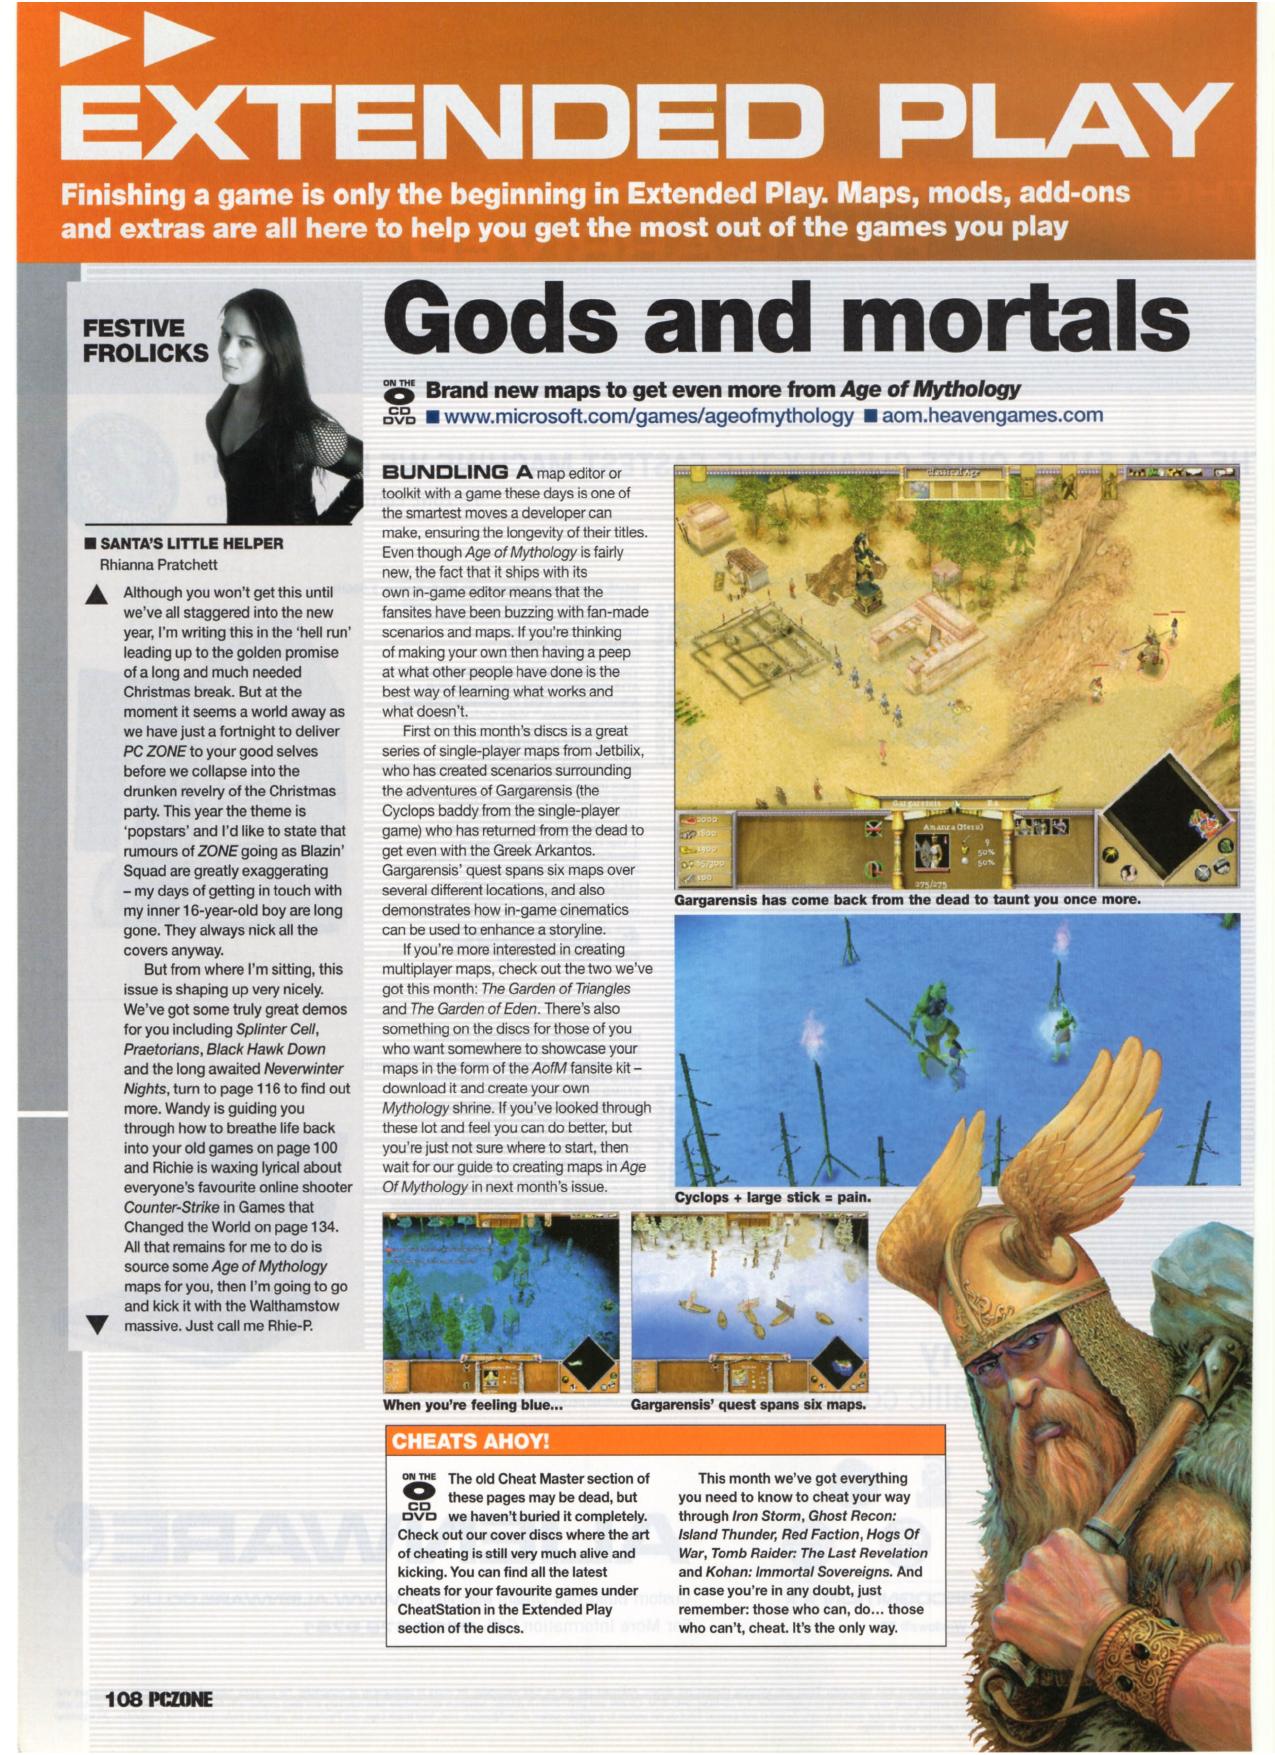 EXTENDED PLAY
Finishing a game is only the beginning in Extended Play. Maps, mods, add-ons
and extras are all here to help you get the most out of the games you play
FESTIVE
FROLICKS
■ SANTA'S LITTLE HELPER
Rhianna Pratchett
Although you won't get this until
we've all staggered into the new
year, I'm writing this in the 'hell run'
leading up to the golden promise
of a long and much needed
Christmas break. But at the
moment it seems a world away as
we have just a fortnight to deliver
PC ZONE to your good selves
before we collapse into the
drunken revelry of the Christmas
party. This year the theme is
'popstars' and I'd like to state that
rumours of ZONE going as Blazin'
Squad are greatly exaggerating
– my days of getting in touch with
my inner 16-year-old boy are long
gone. They always nick all the
covers anyway.
But from where I'm sitting, this
issue is shaping up very nicely.
We've got some truly great demos
for you including Splinter Cell,
Praetorians, Black Hawk Down
and the long awaited Neverwinter
Nights, turn to page 116 to find out
more. Wandy is guiding you
through how to breathe life back
into your old games on page 100
and Richie is waxing lyrical about
everyone's favourite online shooter
Counter-Strike in Games that
Changed the World on page 134.
All that remains for me to do is
source some Age of Mythology
maps for you, then I'm going to go
and kick it with the Walthamstow
massive. Just call me Rhie-P.
Gods and mortals
ON THE
CD
DVD
Brand new maps to get even more from Age of Mythology
■ www.microsoft.com/games/ageofmythology ■ aom.heavengames.com
BUNDLING A map editor or
toolkit with a game these days is one of
the smartest moves a developer can
make, ensuring the longevity of their titles.
Even though Age of Mythology is fairly
new, the fact that it ships with its
own in-game editor means that the
fansites have been buzzing with fan-made
scenarios and maps. If you're thinking
of making your own then having a peep
at what other people have done is the
best way of learning what works and
what doesn't.
First on this month's discs is a great
series of single-player maps from Jetbilix,
who has created scenarios surrounding
the adventures of Gargarensis (the
Cyclops baddy from the single-player
game) who has returned from the dead to
get even with the Greek Arkantos.
Gargarensis' quest spans six maps over
several different locations, and also
demonstrates how in-game cinematics
can be used to enhance a storyline.
If you're more interested in creating
multiplayer maps, check out the two we've
got this month: The Garden of Triangles
and The Garden of Eden. There's also
something on the discs for those of you
who want somewhere to showcase your
maps in the form of the AofM fansite kit –
download it and create your own
Mythology shrine. If you've looked through
these lot and feel you can do better, but
you're just not sure where to start, then
wait for our guide to creating maps in Age
Of Mythology in next month's issue.
Classical Age
Gargarensis
Ra
Amanra (Hero)
9
50%
50%
275/275
Gargarensis has come back from the dead to taunt you once more.
Cyclops + large stick = pain.
When you're feeling blue...
Gargarensis' quest spans six maps.
CHEATS AHOY!
ON THE
CD
DVD
The old Cheat Master section of
these pages may be dead, but
we haven't buried it completely.
Check out our cover discs where the art
of cheating is still very much alive and
kicking. You can find all the latest
cheats for your favourite games under
CheatStation in the Extended Play
section of the discs.
This month we've got everything
you need to know to cheat your way
through Iron Storm, Ghost Recon:
Island Thunder, Red Faction, Hogs Of
War, Tomb Raider: The Last Revelation
and Kohan: Immortal Sovereigns. And
in case you're in any doubt, just
remember: those who can, do... those
who can't, cheat. It's the only way.
108 PCZONE